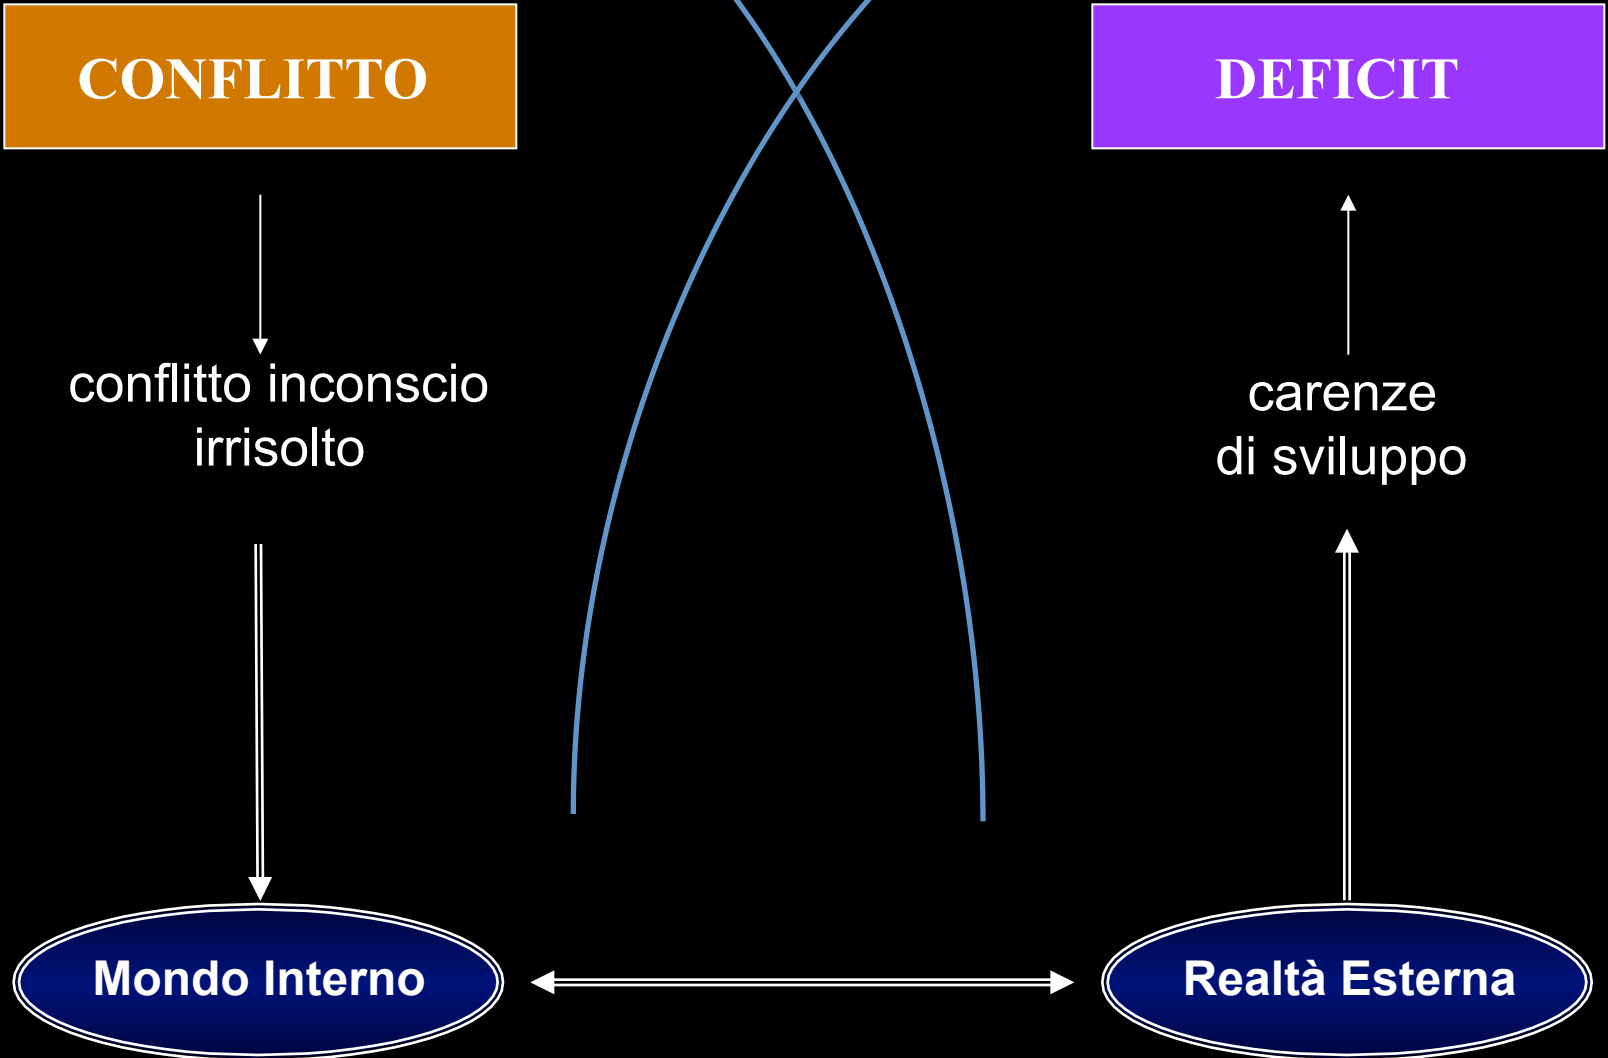 CONFLITTO
DEFICIT
conflitto inconscio
irrisolto
carenze
di sviluppo
Mondo Interno
Realtà Esterna